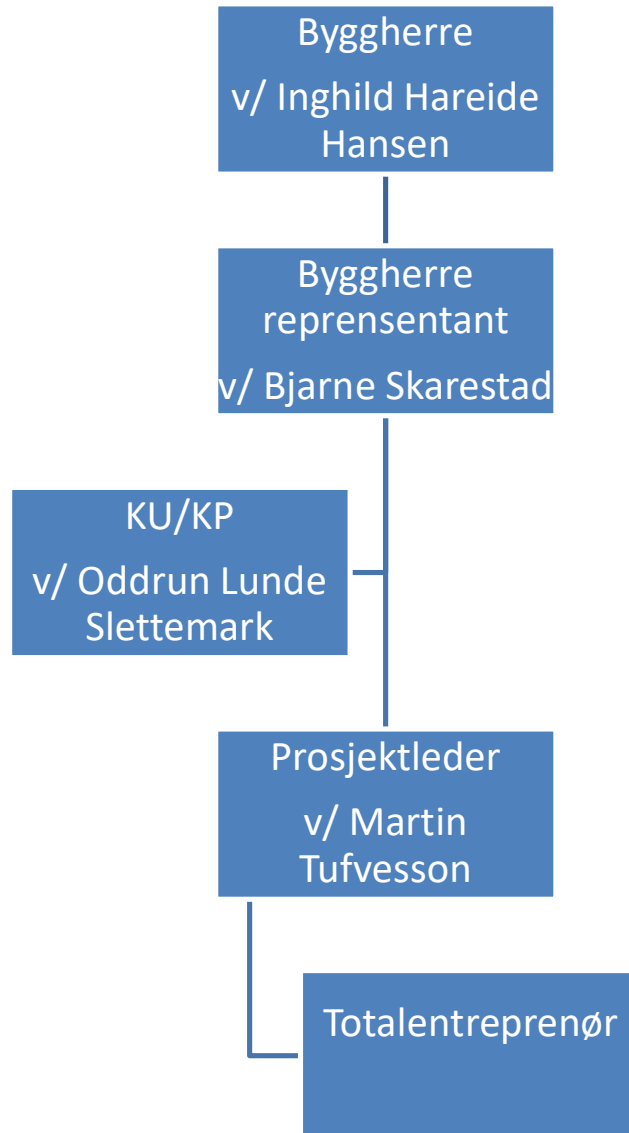 Byggherre
v/ Inghild Hareide
Hansen
Byggherre
reprensentant
v/ Bjarne Skarestad
KU/KP
v/ Oddrun Lunde
Slettemark
Prosjektleder
v/ Martin
Tufvesson
Totalentreprenør